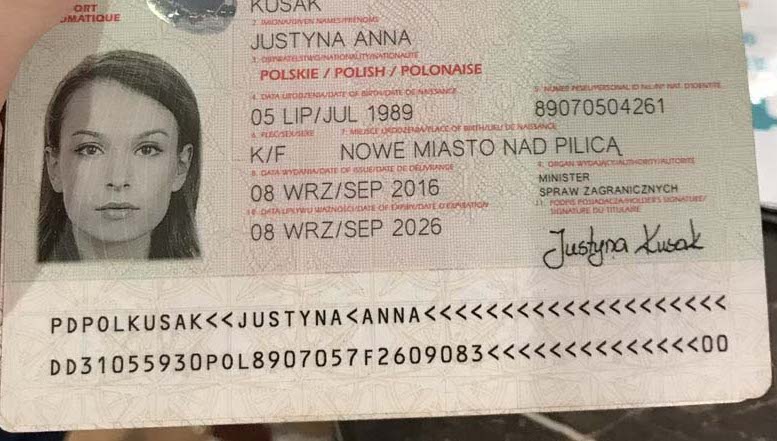 ORT
OMATIQUE
KUSAK
2. IMIONA/GIVEN NAMES/PRÉNOMS
JUSTYNA ANNA
3. OBYWATELSTWO/NATIONALITY/NATIONALITÉ
POLSKIE / POLISH / POLONAISE
4. DATA URODZENIA/DATE OF BIRTH/DATE DE NAISSANCE
5. NUMER PESEL/PERSONAL ID No./Nº NAT. D'IDENTITÉ
05 LIP/JUL 1989
89070504261
6. PŁEĆ/SEX/SEXE
7. MIEJSCE URODZENIA/PLACE OF BIRTH/LIEU DE NAISSANCE
K/F
NOWE MIASTO NAD PILICĄ
8. DATA WYDANIA/DATE OF ISSUE/DATE DE DÉLIVRANCE
9. ORGAN WYDAJĄCY/AUTHORITY/AUTORITÉ
08 WRZ/SEP 2016
MINISTER
SPRAW ZAGRANICZNYCH
10. DATA UPŁYWU WAŻNOŚCI/DATE OF EXPIRY/DATE D'EXPIRATION
11. PODPIS POSIADACZA/HOLDER'S SIGNATURE/
SIGNATURE DU TITULAIRE
08 WRZ/SEP 2026
Justyna Kusak
PDPOLKUSAK<<JUSTYNA<ANNA<<<<<<<<<<<<<<<<<<<<
DD31055930POL8907057F2609083<<<<<<<<<<<<<<00